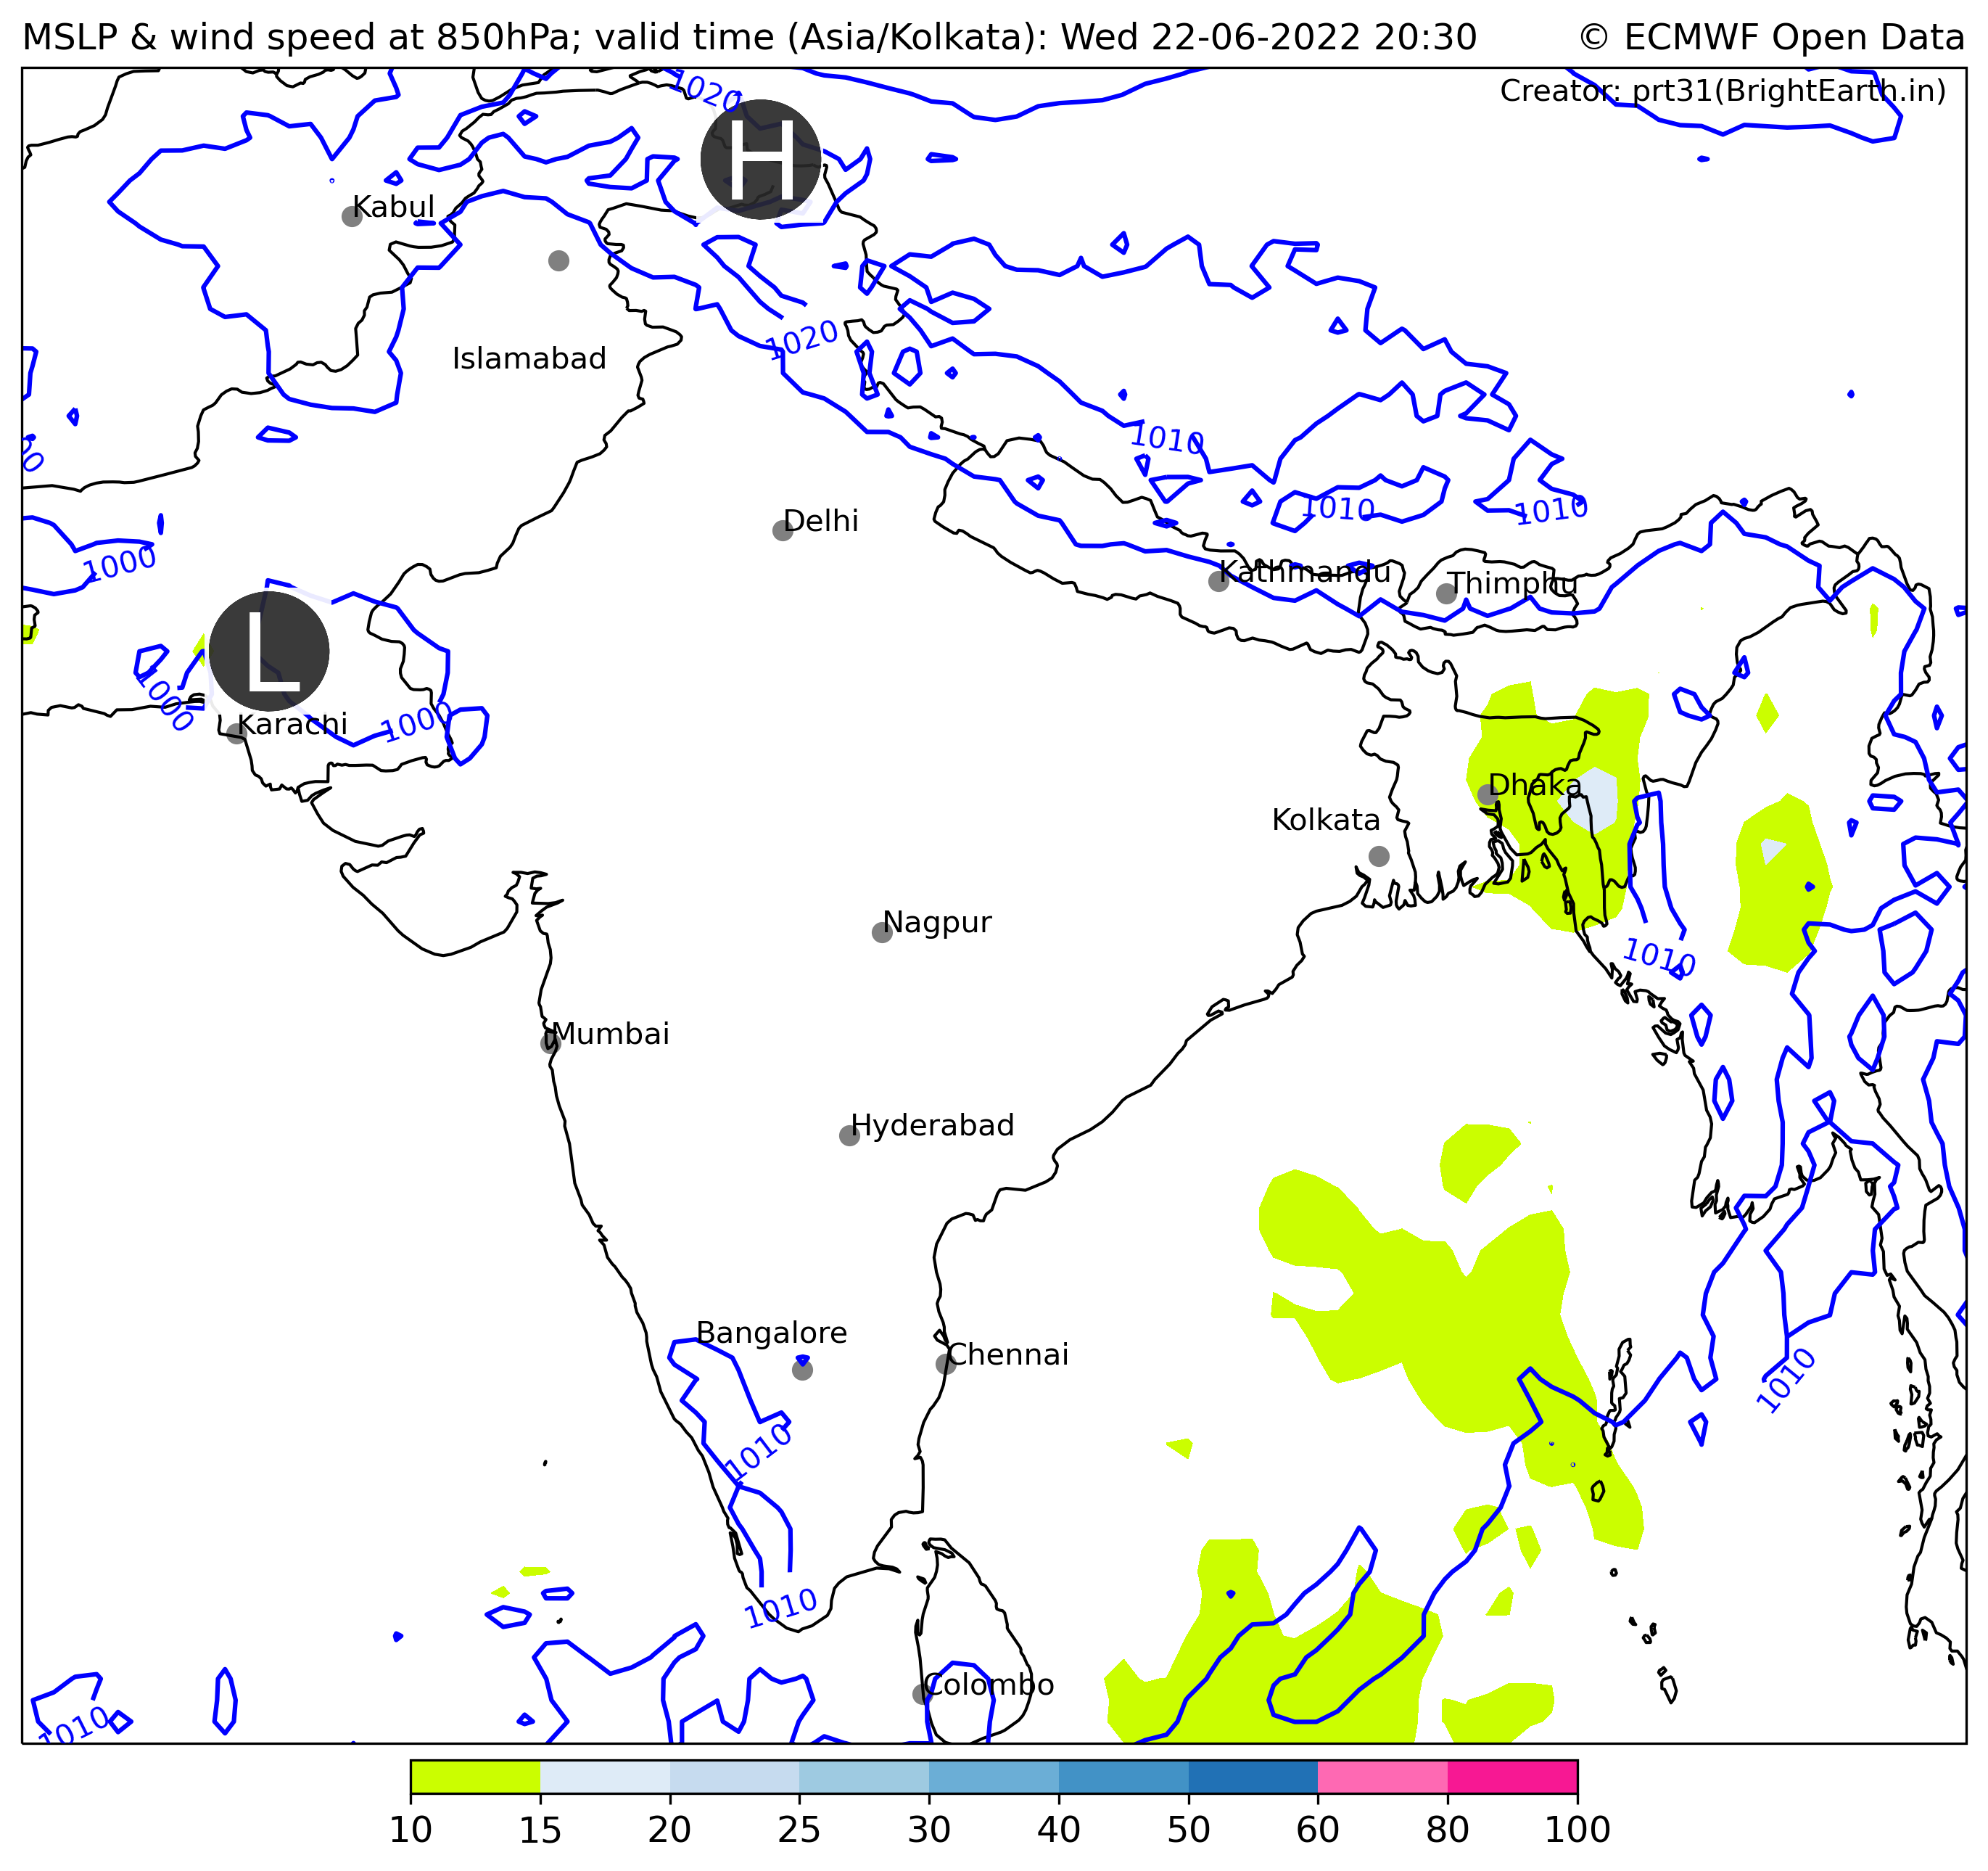 MSLP & wind speed at 850hPa; valid time (Asia/Kolkata): Wed 22-06-2022 20:30 © ECMWF Open Data
Creator: prt31(BrightEarth.in)
1020
H
Kabul
1020
Islamabad
1010
1010
1010
Delhi
1000
Kathmandu
Thimphu
L
1000
1000
Karachi
Dhaka
Kolkata
Nagpur
1010
Mumbai
Hyderabad
Bangalore
Chennai
1010
1010
1010
Colombo
1010
10 15 20 25 30 40 50 60 80 100